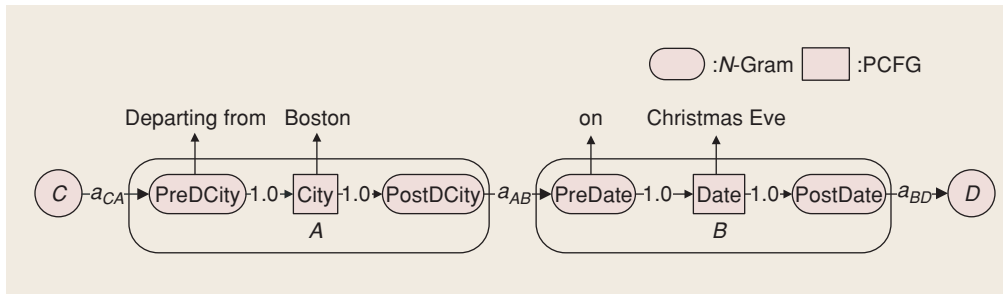 :N-Gram :PCFG
Departing from Boston on Christmas Eve
C aCA PreDCity 1.0 City 1.0 PostDCity aAB PreDate 1.0 Date 1.0 PostDate aBD D
A B